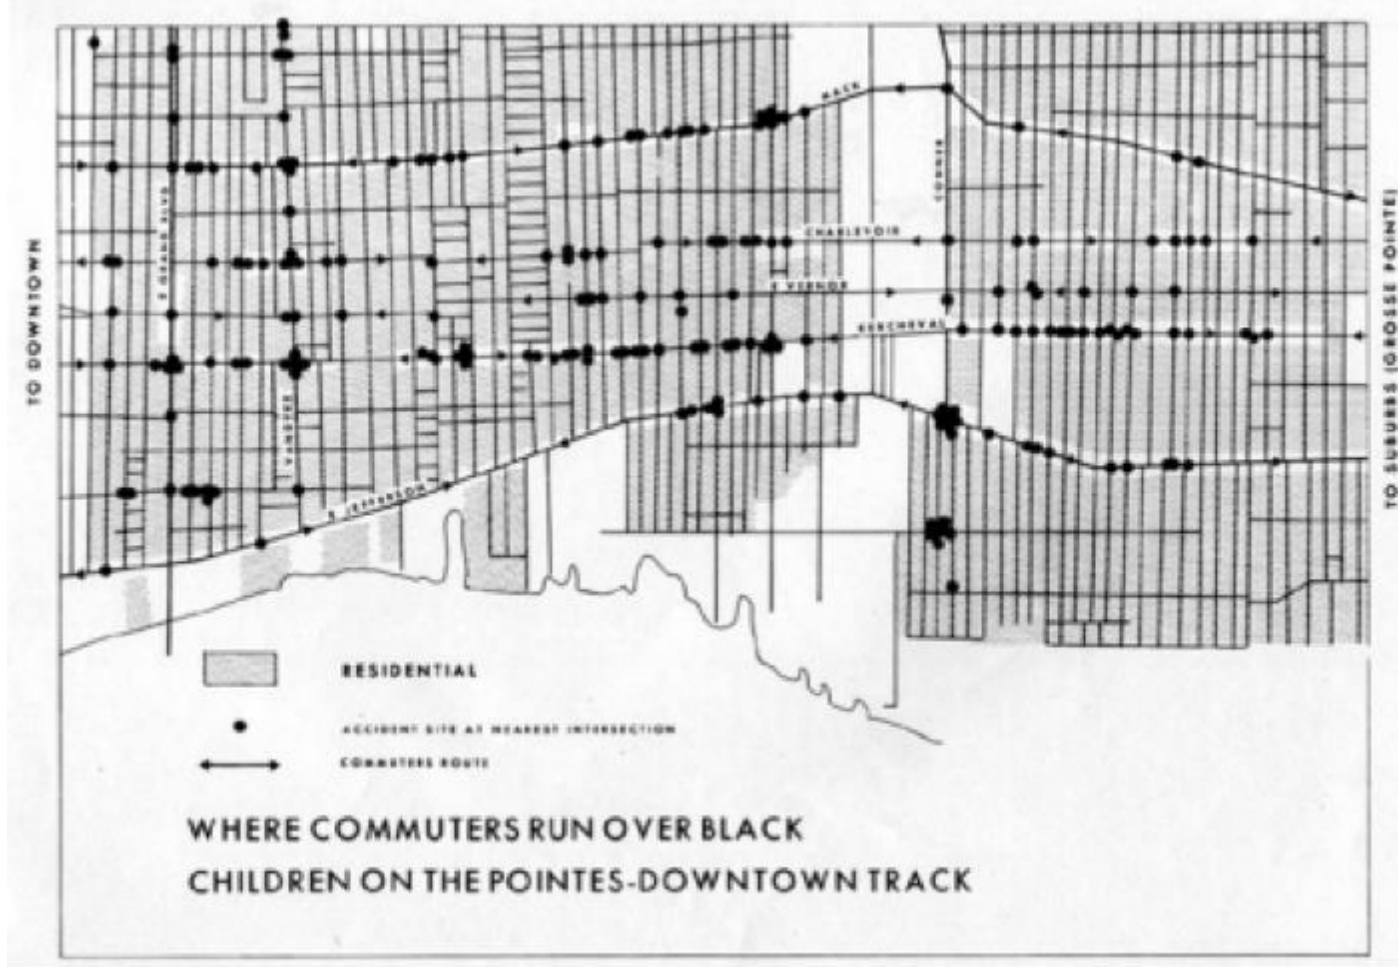 MACK
CONNER
E GRAND BLVD
CHARLEVOIX
E VERNOR
KERCHEVAL
VANDYKE
E. JEFFERSON
TO DOWNTOWN
TO SUBURBS (GROSSE POINTE)
RESIDENTIAL
ACCIDENT SITE AT NEAREST INTERSECTION
COMMUTERS ROUTE
WHERE COMMUTERS RUN OVER BLACK
CHILDREN ON THE POINTES-DOWNTOWN TRACK